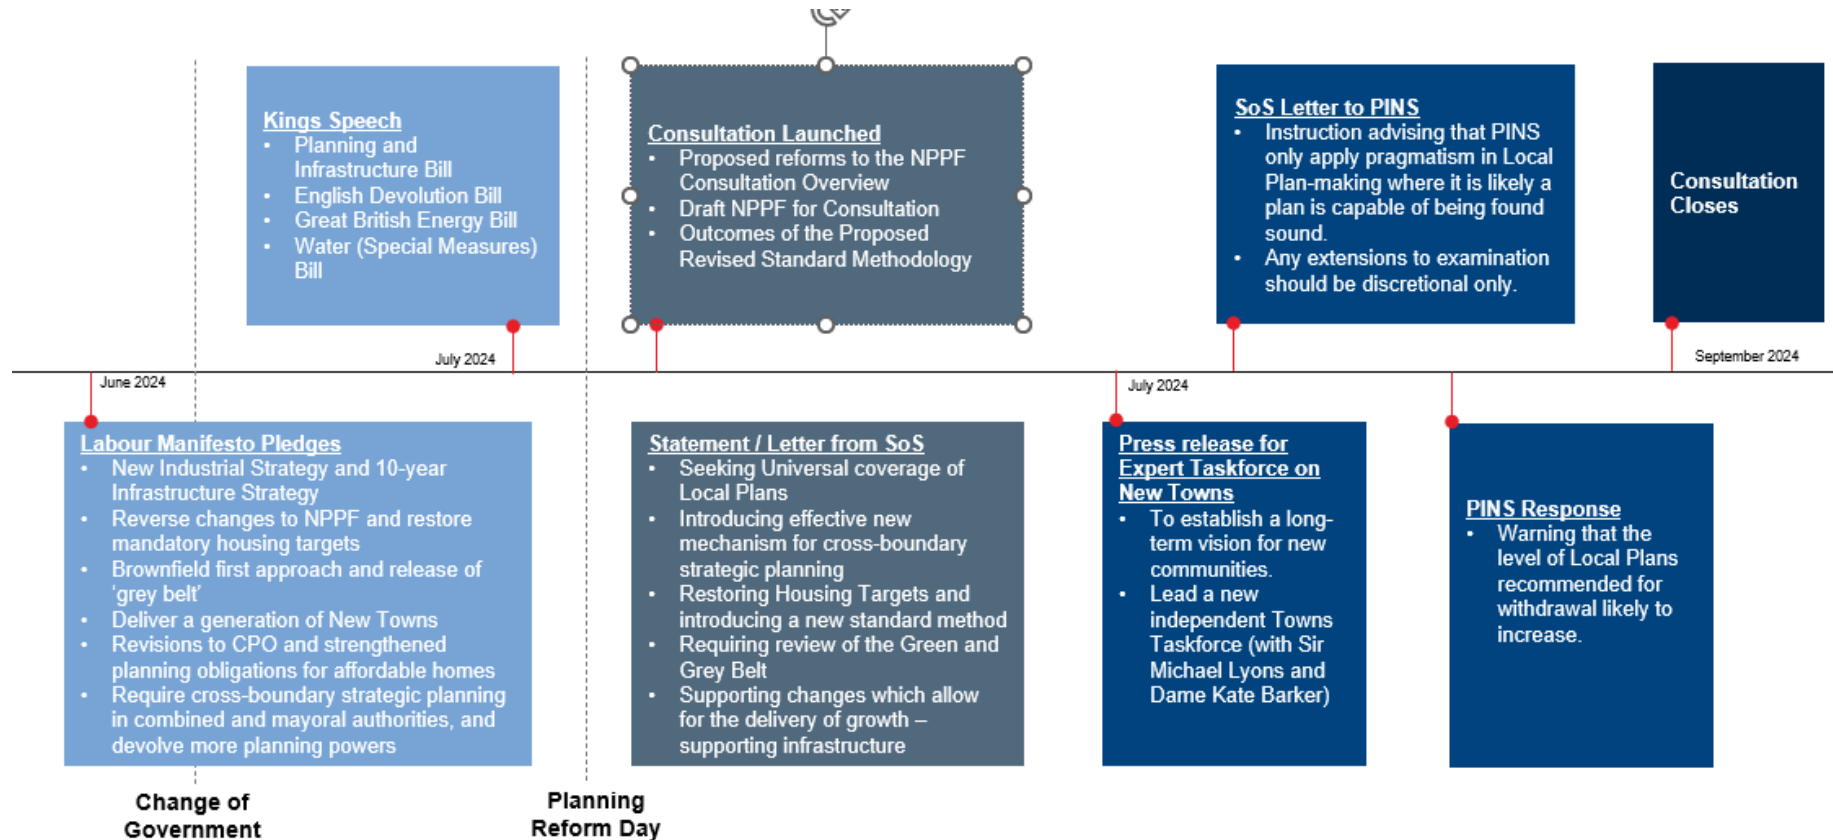 Kings Speech
• Planning and
Infrastructure Bill
• English Devolution Bill
• Great British Energy Bill
• Water (Special Measures)
Bill
Consultation Launched
• Proposed reforms to the NPPF
Consultation Overview
• Draft NPPF for Consultation
• Outcomes of the Proposed
Revised Standard Methodology
SoS Letter to PINS
• Instruction advising that PINS
only apply pragmatism in Local
Plan-making where it is likely a
plan is capable of being found
sound.
• Any extensions to examination
should be discretional only.
Consultation
Closes
June 2024
July 2024
July 2024
September 2024
Labour Manifesto Pledges
• New Industrial Strategy and 10-year
Infrastructure Strategy
• Reverse changes to NPPF and restore
mandatory housing targets
• Brownfield first approach and release of
'grey belt'
• Deliver a generation of New Towns
• Revisions to CPO and strengthened
planning obligations for affordable homes
• Require cross-boundary strategic planning
in combined and mayoral authorities, and
devolve more planning powers
Statement / Letter from SoS
• Seeking Universal coverage of
Local Plans
• Introducing effective new
mechanism for cross-boundary
strategic planning
• Restoring Housing Targets and
introducing a new standard method
• Requiring review of the Green and
Grey Belt
• Supporting changes which allow
for the delivery of growth –
supporting infrastructure
Press release for
Expert Taskforce on
New Towns
• To establish a long-
term vision for new
communities.
• Lead a new
independent Towns
Taskforce (with Sir
Michael Lyons and
Dame Kate Barker)
PINS Response
• Warning that the
level of Local Plans
recommended for
withdrawal likely to
increase.
Change of
Government
Planning
Reform Day